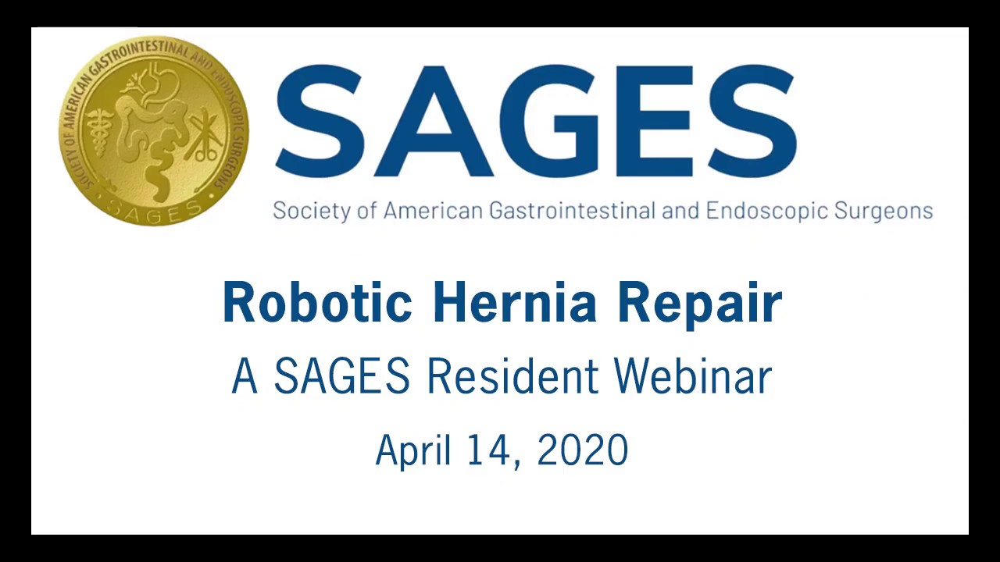 SOCIETY OF AMERICAN GASTROINTESTINAL AND ENDOSCOPIC SURGEONS
• SAGES •
SAGES
Society of American Gastrointestinal and Endoscopic Surgeons
Robotic Hernia Repair
A SAGES Resident Webinar
April 14, 2020